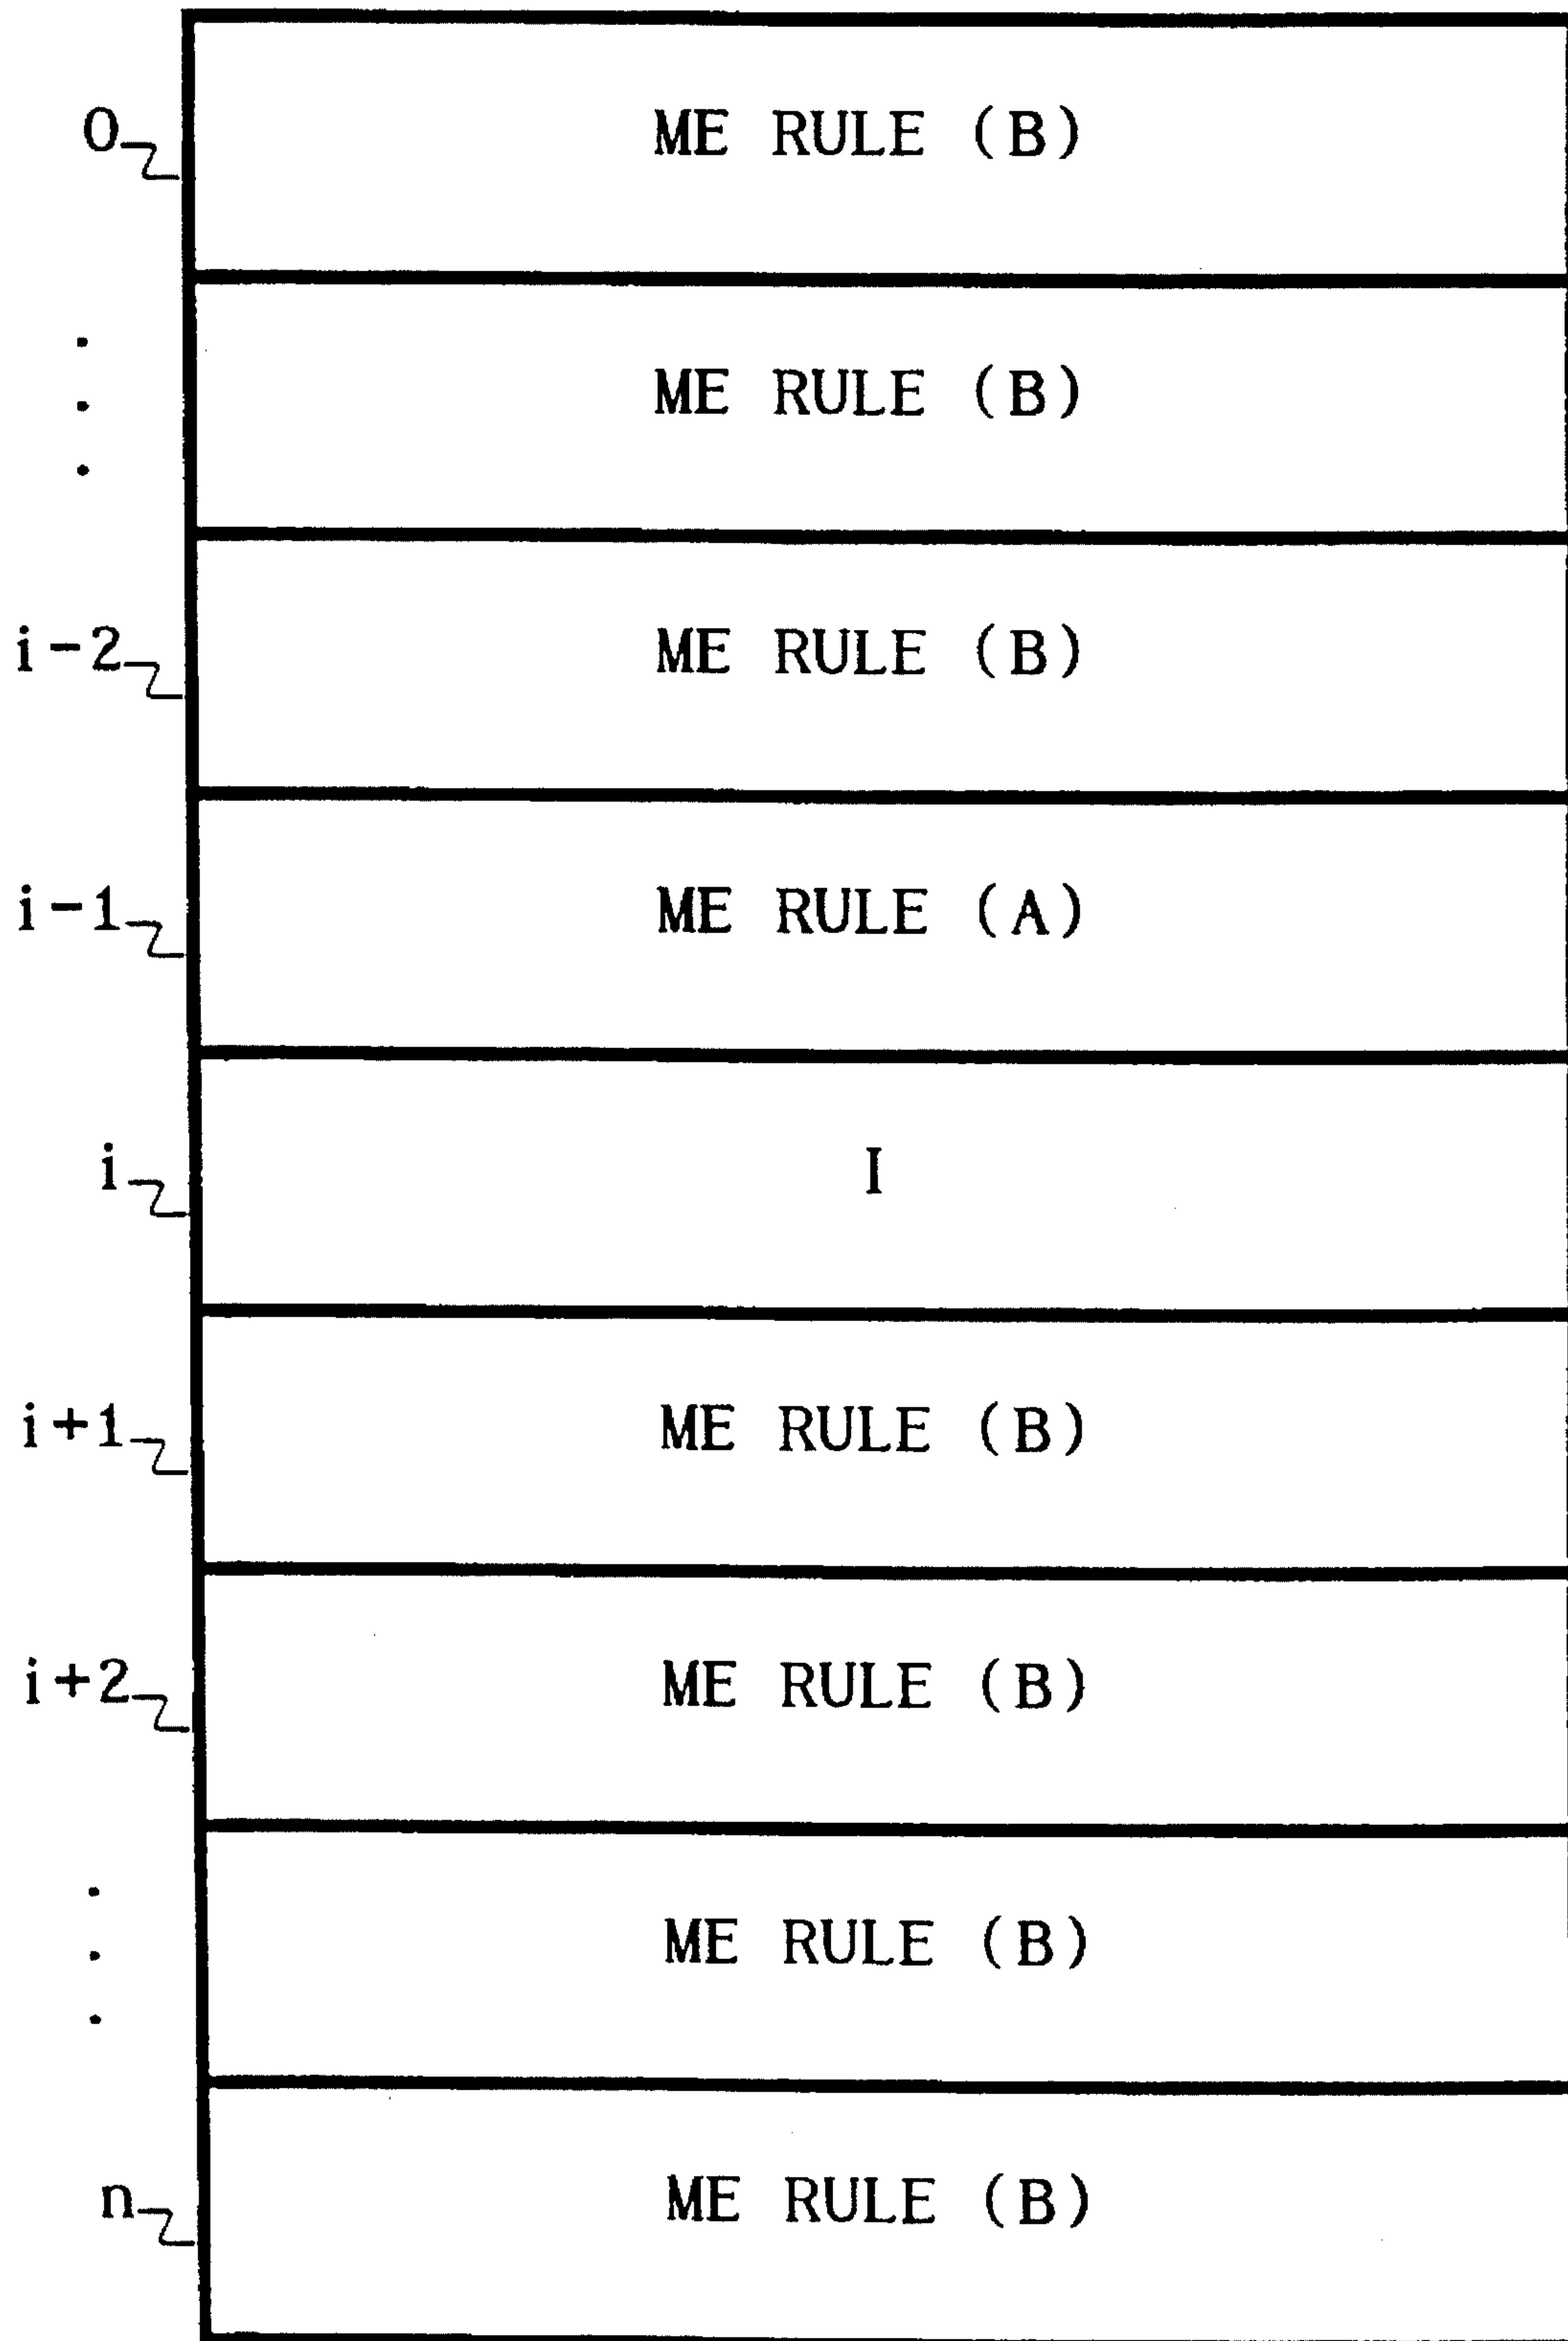 0 ME RULE (B)
. ME RULE (B)
.
.
i-2 ME RULE (B)
i-1 ME RULE (A)
i I
i+1 ME RULE (B)
i+2 ME RULE (B)
. ME RULE (B)
.
.
n ME RULE (B)